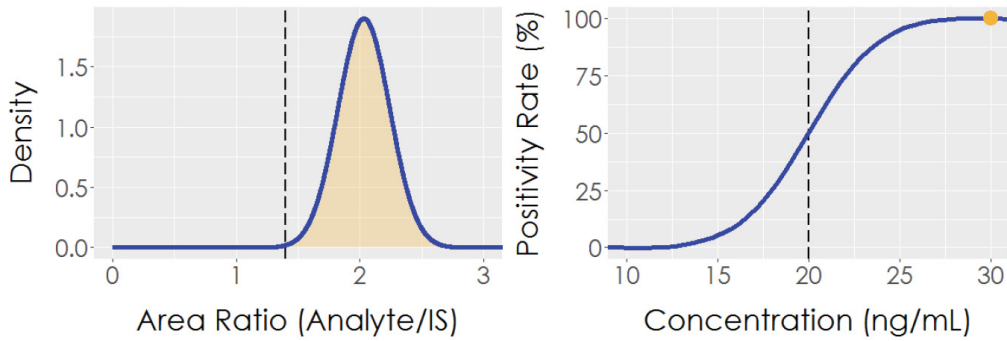 Density
1.5
1.0
0.5
0.0
0 1 2 3
Area Ratio (Analyte/IS)
Positivity Rate (%)
100
75
50
25
0
10 15 20 25 30
Concentration (ng/mL)